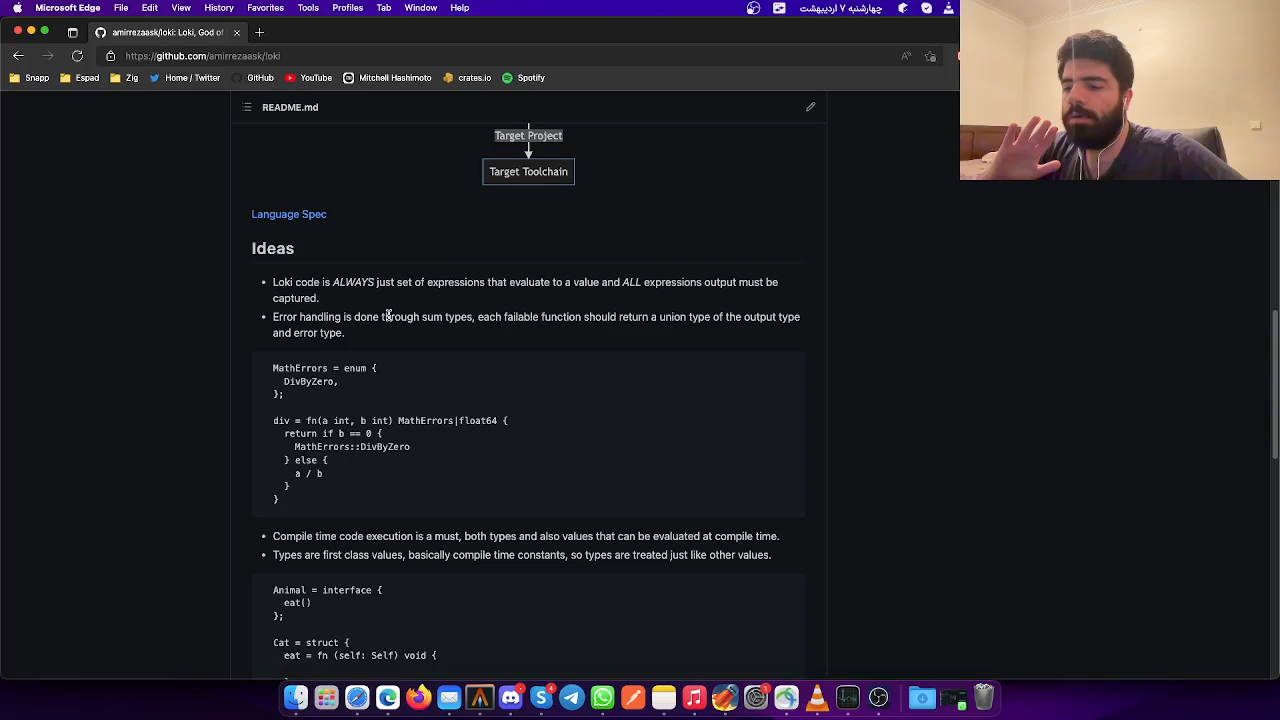 Microsoft Edge File Edit View History Favorites Tools Profiles Tab Window Help
چهارشنبه ۷ اردیبهشت
amirrezaask/loki: Loki, God of
https://github.com/amirrezaask/loki
Snapp Espad Zig Home / Twitter GitHub YouTube Mitchell Hashimoto crates.io Spotify
README.md
Target Project
Target Toolchain
Language Spec
Ideas
Loki code is ALWAYS just set of expressions that evaluate to a value and ALL expressions output must be
captured.
Error handling is done through sum types, each failable function should return a union type of the output type
and error type.
MathErrors = enum {
DivByZero,
};
div = fn(a int, b int) MathErrors|float64 {
return if b == 0 {
MathErrors::DivByZero
} else {
a / b
}
}
Compile time code execution is a must, both types and also values that can be evaluated at compile time.
Types are first class values, basically compile time constants, so types are treated just like other values.
Animal = interface {
eat()
};
Cat = struct {
eat = fn (self: Self) void {